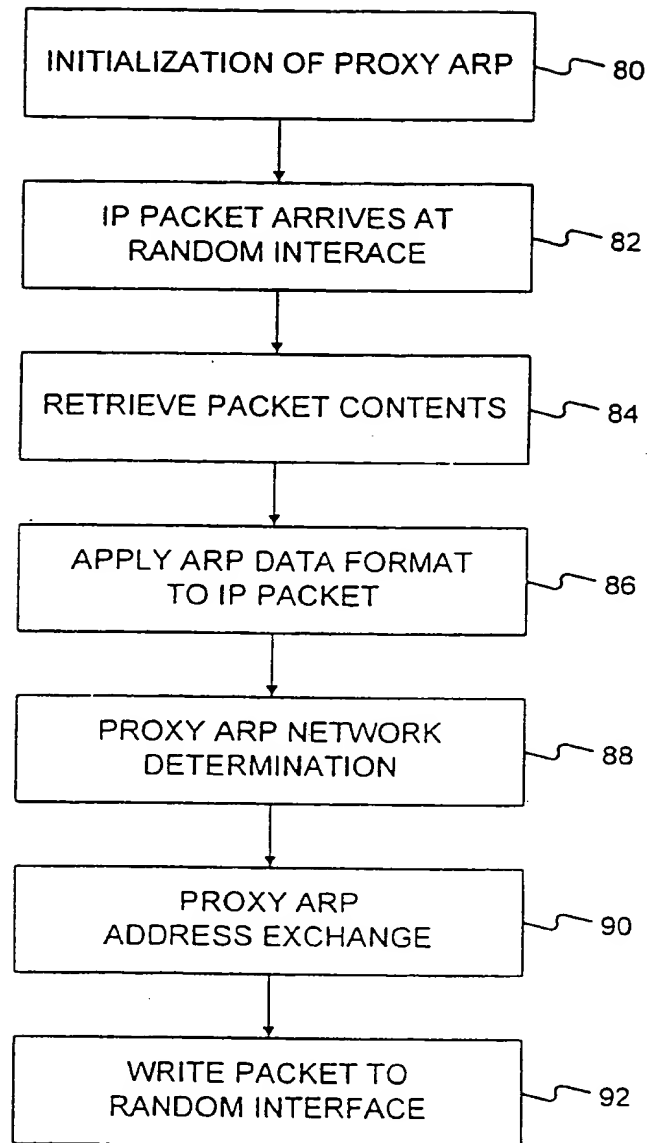 INITIALIZATION OF PROXY ARP
80
IP PACKET ARRIVES AT
RANDOM INTERACE
82
RETRIEVE PACKET CONTENTS
84
APPLY ARP DATA FORMAT
TO IP PACKET
86
PROXY ARP NETWORK
DETERMINATION
88
PROXY ARP
ADDRESS EXCHANGE
90
WRITE PACKET TO
RANDOM INTERFACE
92